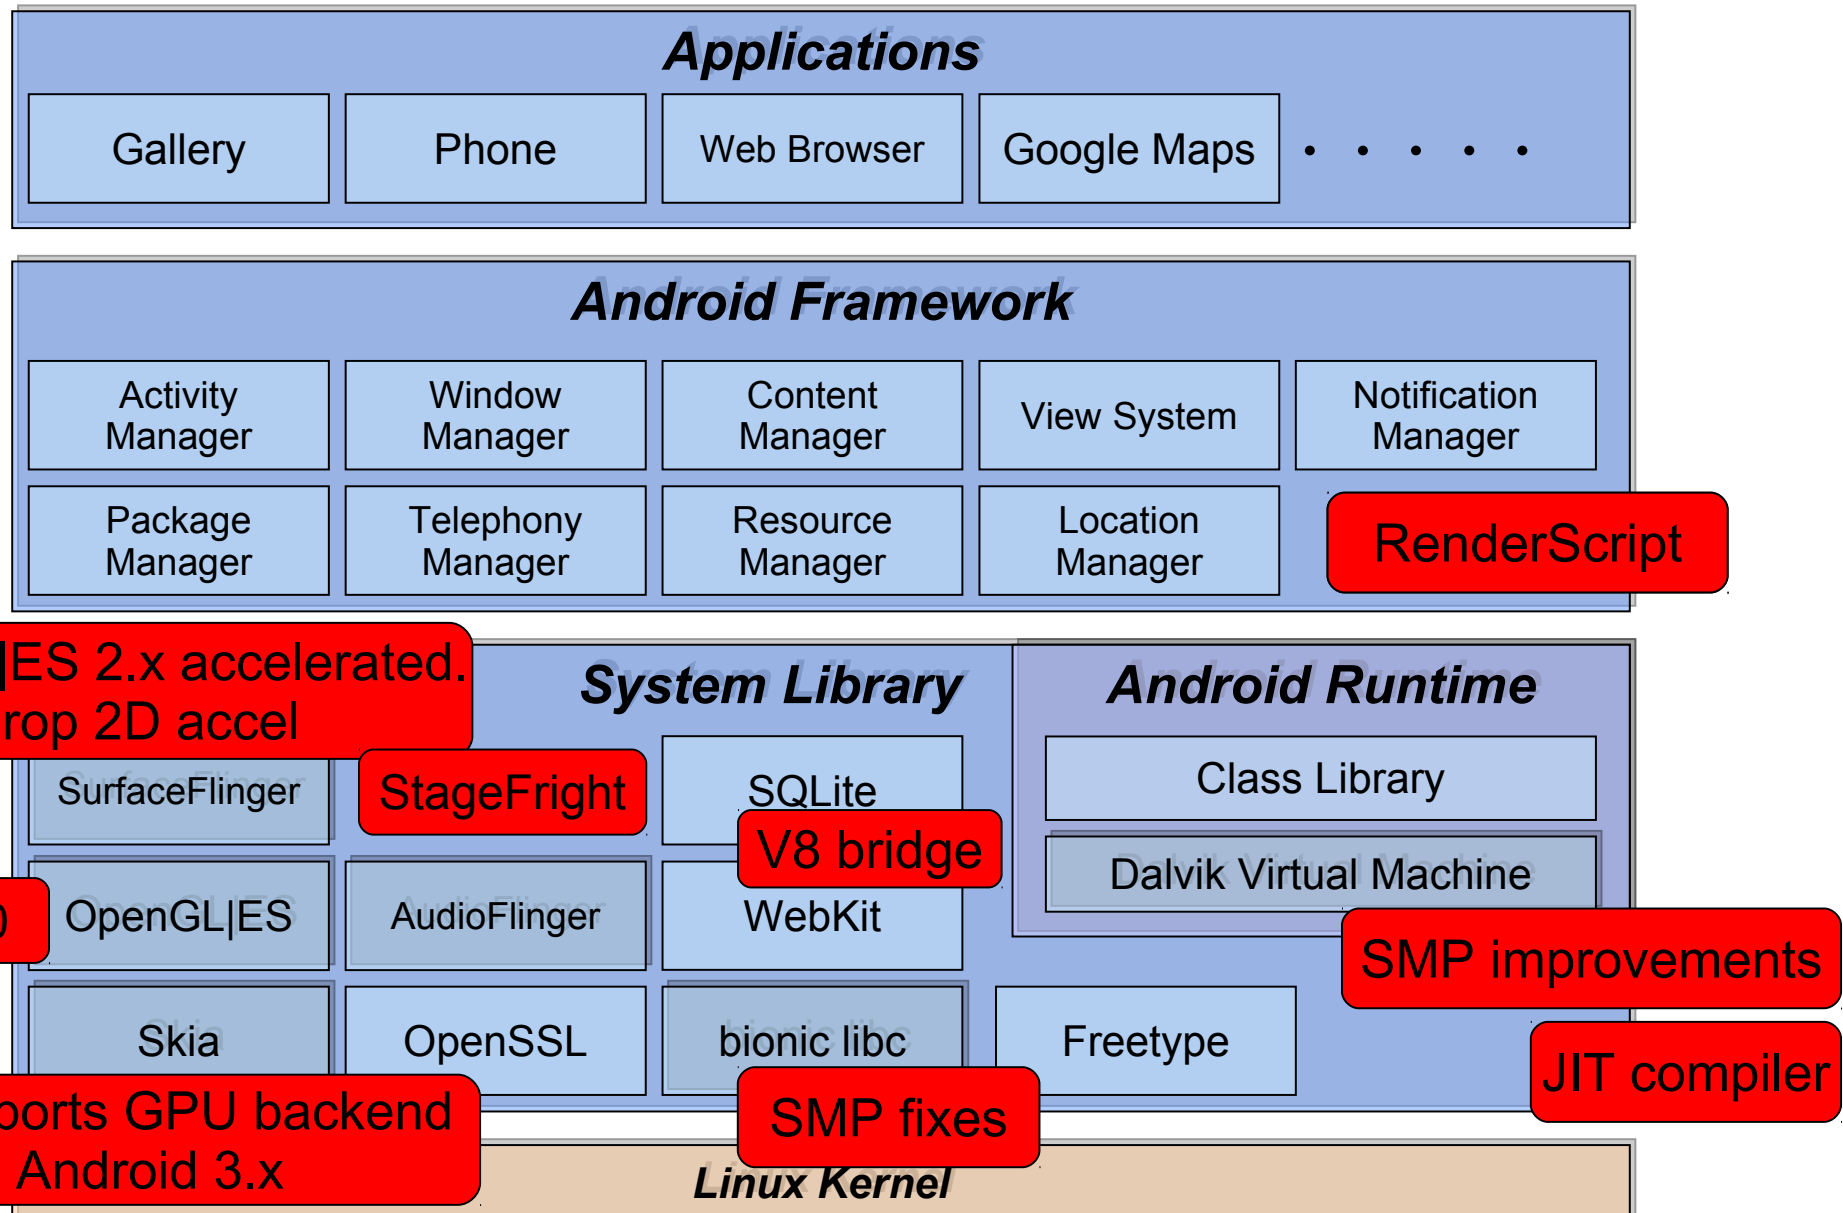 Applications
Gallery
Phone
Web Browser
Google Maps
.....
Android Framework
Activity
Manager
Window
Manager
Content
Manager
View System
Notification
Manager
Package
Manager
Telephony
Manager
Resource
Manager
Location
Manager
RenderScript
|ES 2.x accelerated.
rop 2D accel
System Library
Android Runtime
SurfaceFlinger
StageFright
SQLite
V8 bridge
Class Library
Dalvik Virtual Machine
OpenGL|ES
AudioFlinger
WebKit
SMP improvements
Skia
OpenSSL
bionic libc
Freetype
JIT compiler
ports GPU backend
Android 3.x
SMP fixes
Linux Kernel